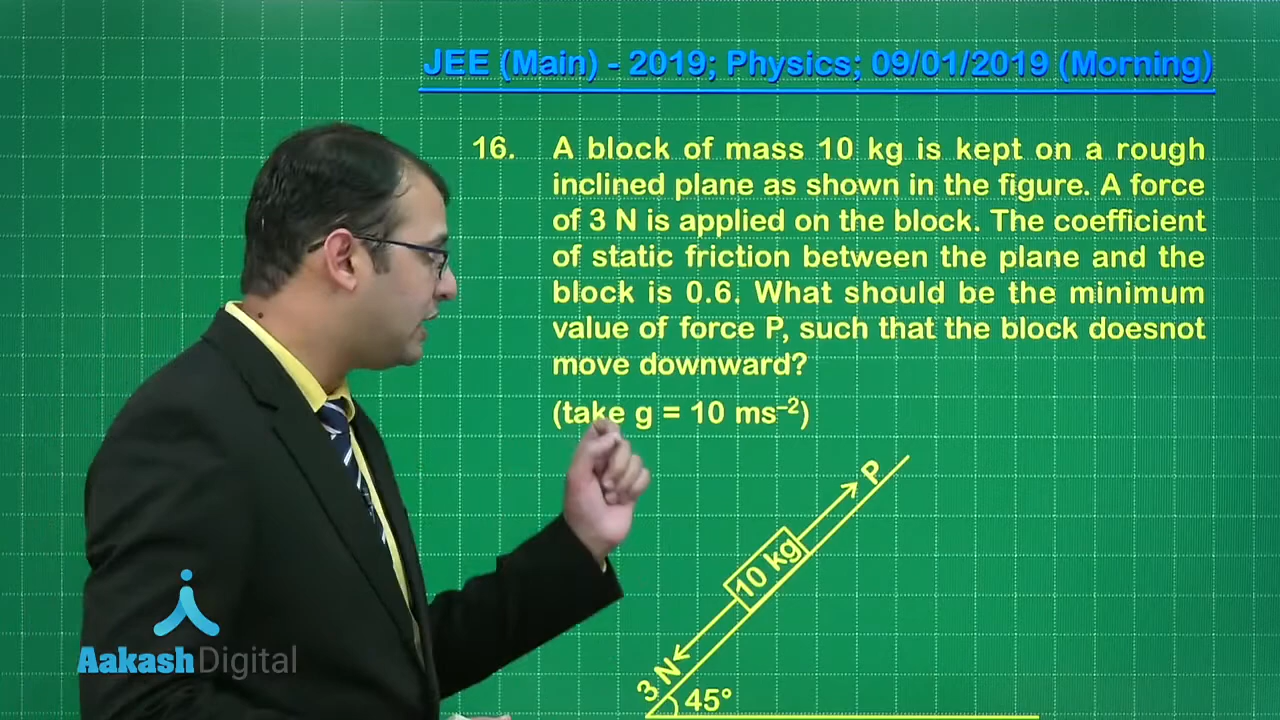 JEE (Main) - 2019; Physics; 09/01/2019 (Morning)
16. A block of mass 10 kg is kept on a rough
inclined plane as shown in the figure. A force
of 3 N is applied on the block. The coefficient
of static friction between the plane and the
block is 0.6. What should be the minimum
value of force P, such that the block doesnot
move downward?
(take g = 10 ms⁻²)
P
10 kg
3 N
45°
Aakash Digital